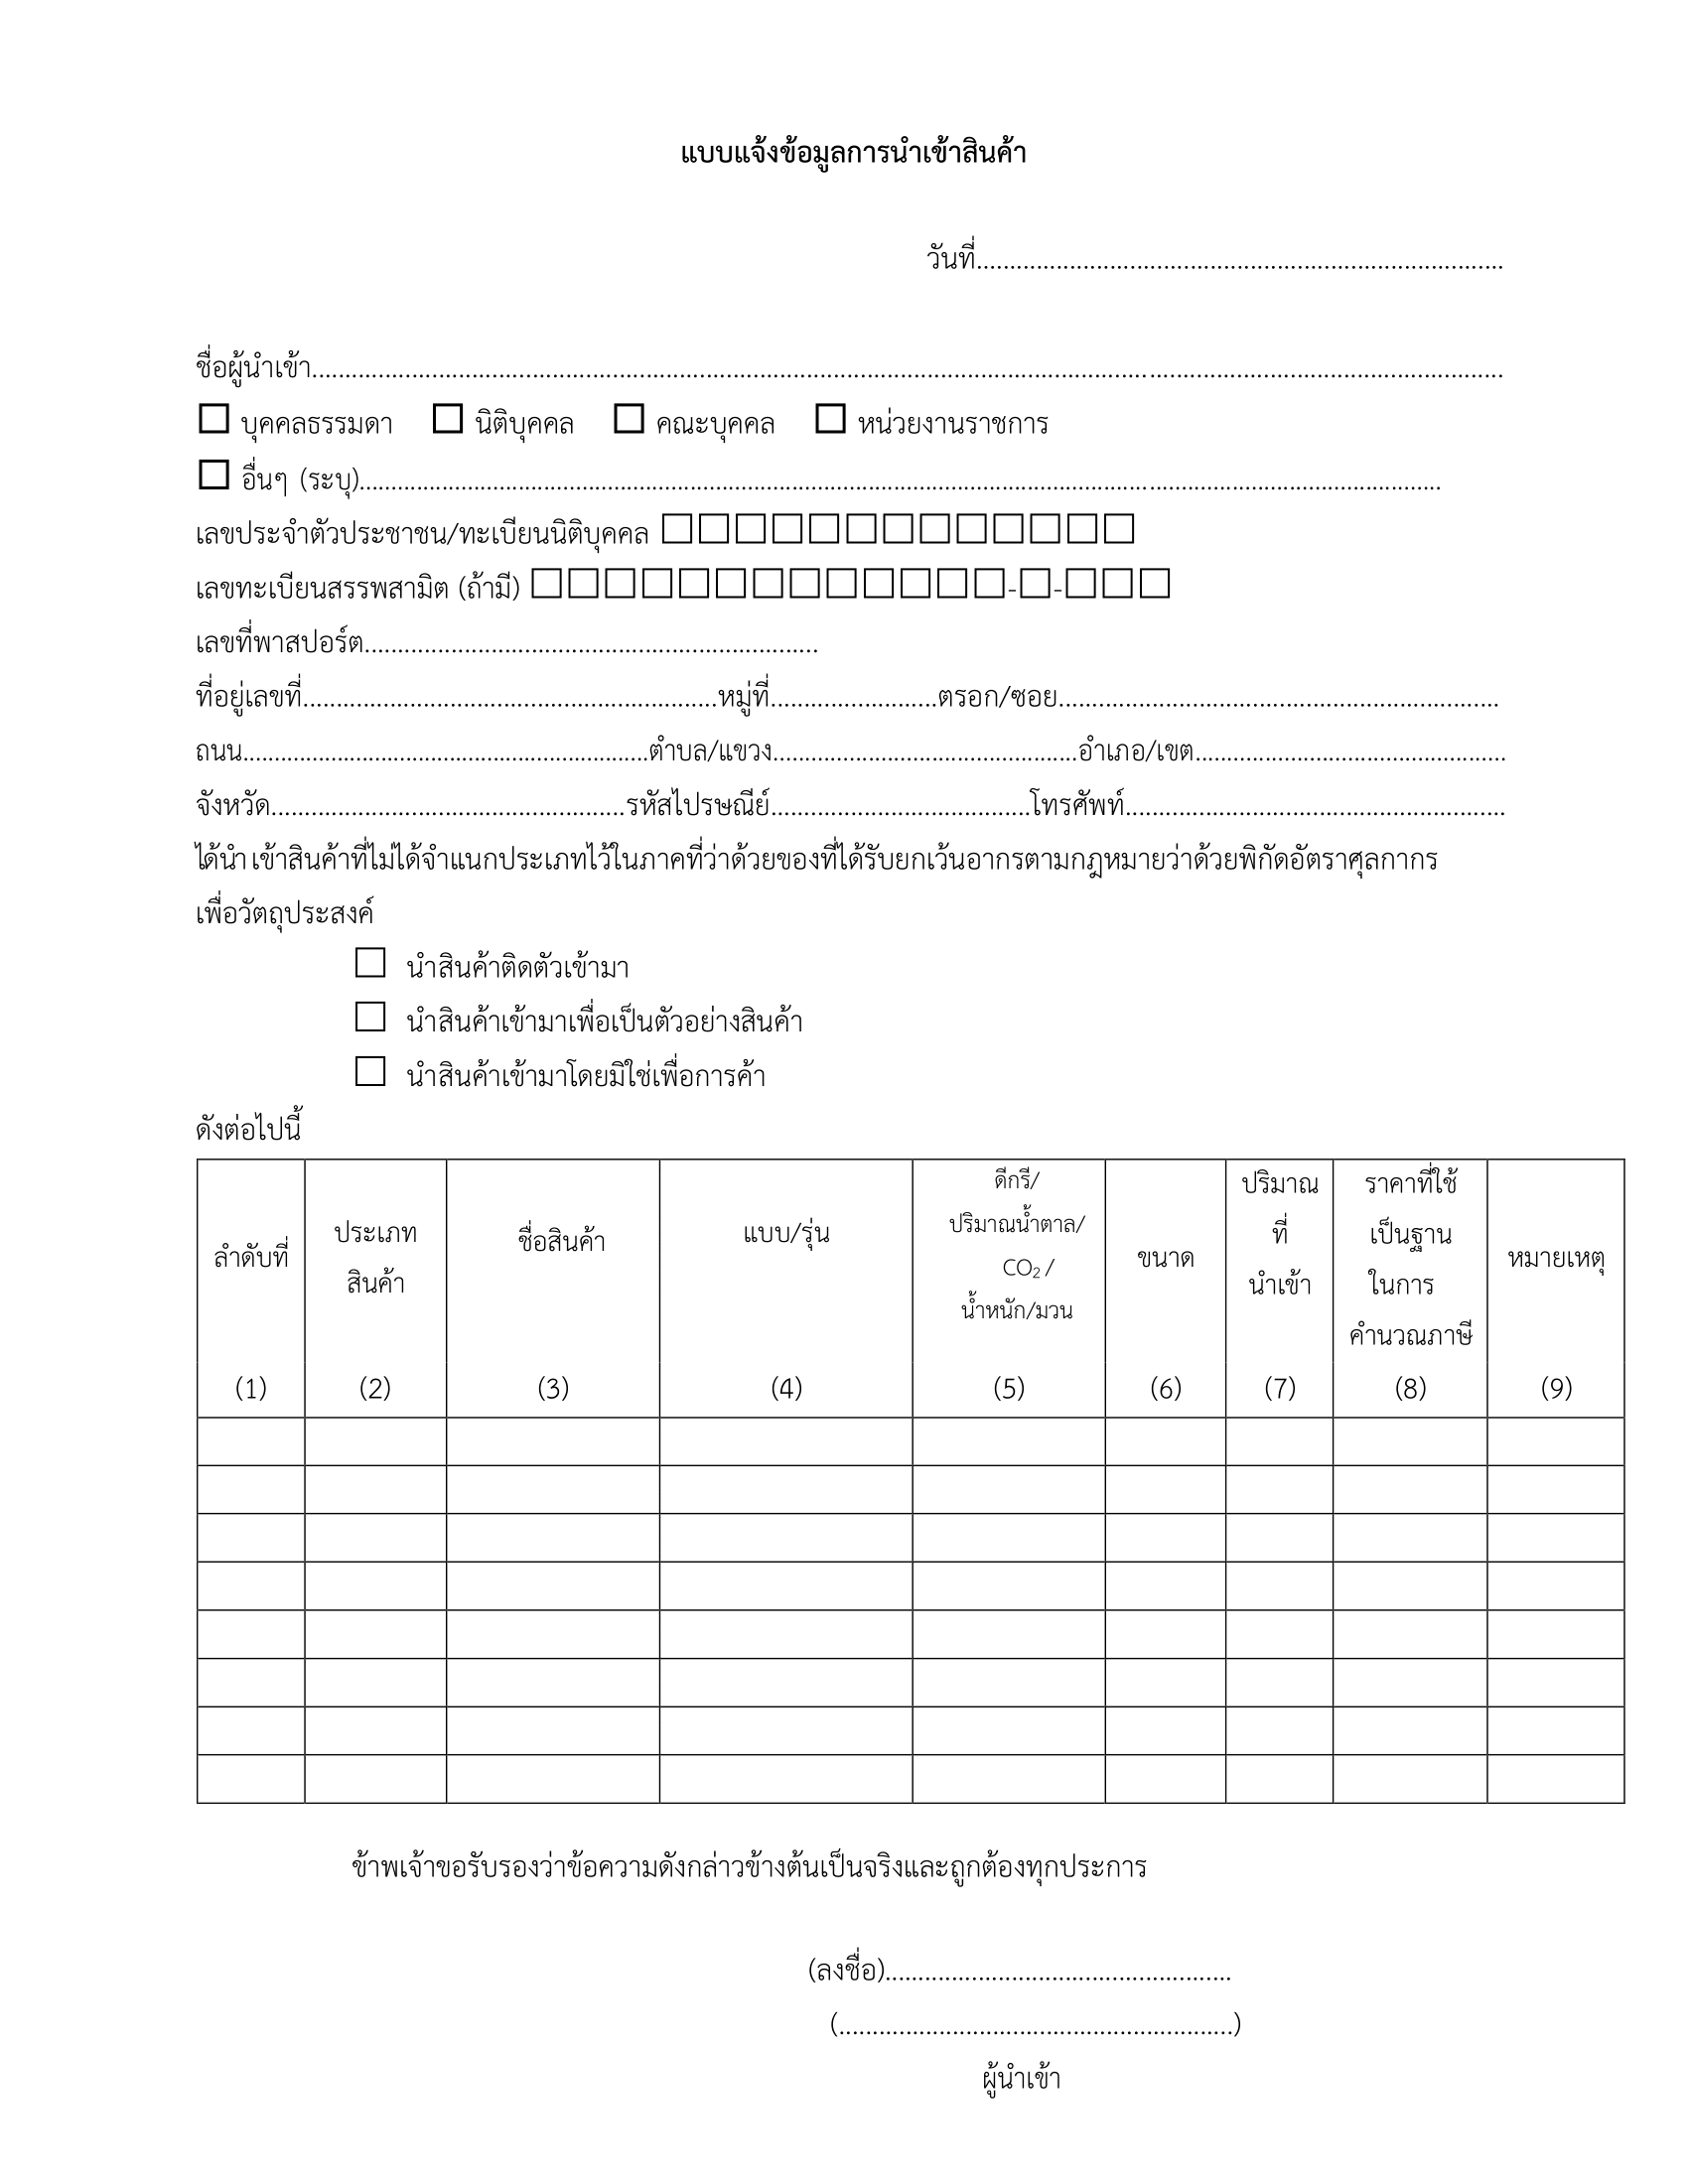 แบบแจ้งข้อมูลการนำเข้าสินค้า
วันที่...............................................................................
ชื่อผู้นำเข้า...................................................................................................................................................................................
☐ บุคคลธรรมดา ☐ นิติบุคคล ☐ คณะบุคคล ☐ หน่วยงานราชการ
☐ อื่นๆ (ระบุ)...........................................................................................................................................................................
เลขประจำตัวประชาชน/ทะเบียนนิติบุคคล ☐☐☐☐☐☐☐☐☐☐☐☐☐
เลขทะเบียนสรรพสามิต (ถ้ามี) ☐☐☐☐☐☐☐☐☐☐☐☐☐-☐-☐☐☐
เลขที่พาสปอร์ต....................................................................
ที่อยู่เลขที่..............................................................หมู่ที่.........................ตรอก/ซอย..................................................................
ถนน................................................................ตำบล/แขวง................................................อำเภอ/เขต.................................................
จังหวัด.....................................................รหัสไปรษณีย์.......................................โทรศัพท์.........................................................
ได้นำเข้าสินค้าที่ไม่ได้จำแนกประเภทไว้ในภาคที่ว่าด้วยของที่ได้รับยกเว้นอากรตามกฎหมายว่าด้วยพิกัดอัตราศุลกากร
เพื่อวัตถุประสงค์
☐ นำสินค้าติดตัวเข้ามา
☐ นำสินค้าเข้ามาเพื่อเป็นตัวอย่างสินค้า
☐ นำสินค้าเข้ามาโดยมิใช่เพื่อการค้า
ดังต่อไปนี้
ลำดับที่
ประเภท
สินค้า
ชื่อสินค้า
แบบ/รุ่น
ดีกรี/
ปริมาณน้ำตาล/
CO₂ /
น้ำหนัก/มวน
ขนาด
ปริมาณ
ที่
นำเข้า
ราคาที่ใช้
เป็นฐาน
ในการ
คำนวณภาษี
หมายเหตุ
(1) (2) (3) (4) (5) (6) (7) (8) (9)
ข้าพเจ้าขอรับรองว่าข้อความดังกล่าวข้างต้นเป็นจริงและถูกต้องทุกประการ
(ลงชื่อ)....................................................
(...........................................................)
ผู้นำเข้า